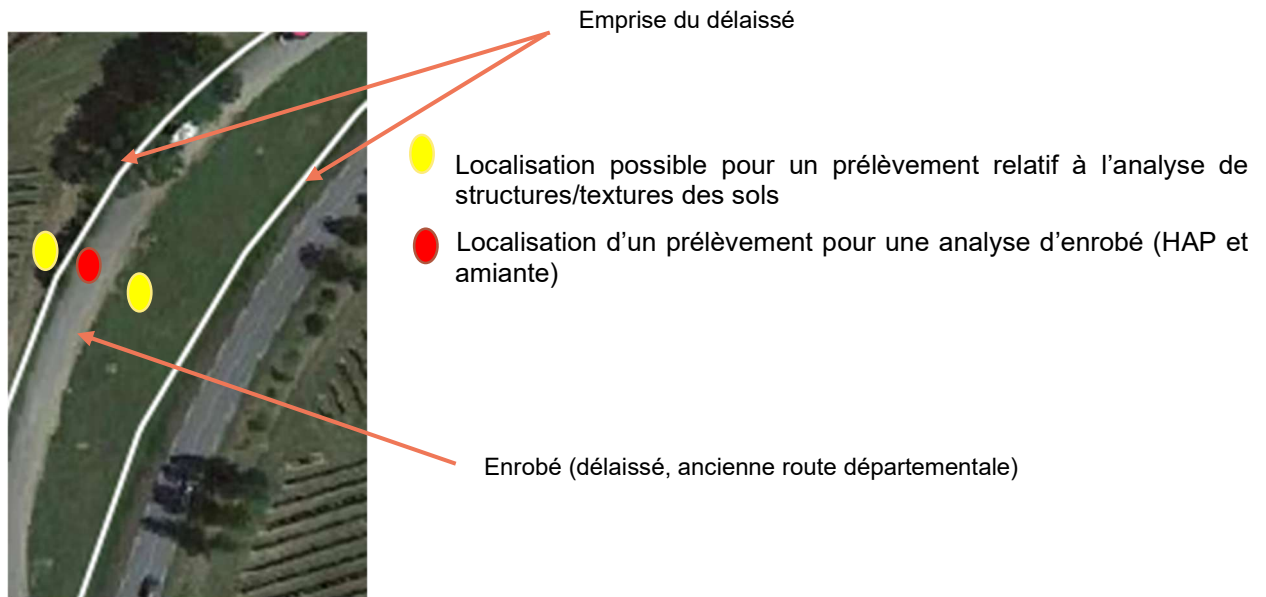 Emprise du délaissé
Localisation possible pour un prélèvement relatif à l’analyse de
structures/textures des sols
Localisation d’un prélèvement pour une analyse d’enrobé (HAP et
amiante)
Enrobé (délaissé, ancienne route départementale)